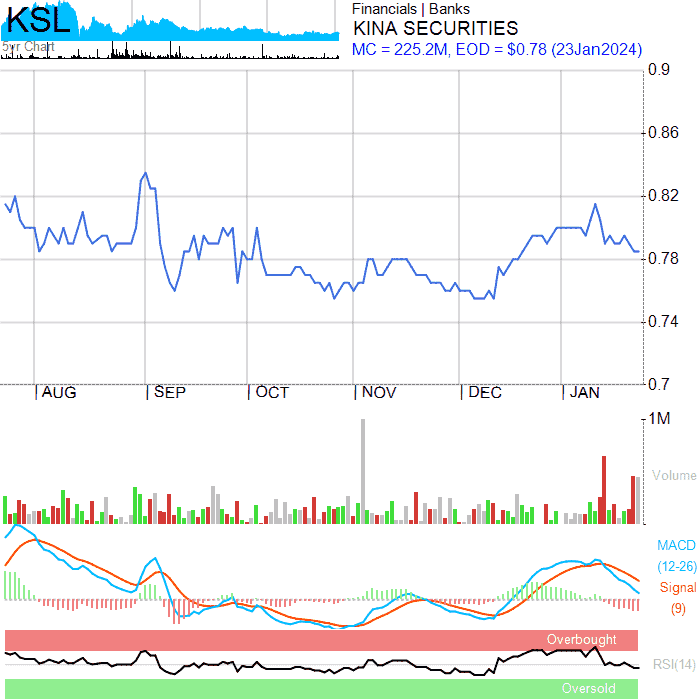 KSL
5yr Chart
Financials | Banks
KINA SECURITIES
MC = 225.2M, EOD = $0.78 (23Jan2024)
0.9
0.86
0.82
0.78
0.74
0.7
AUG SEP OCT NOV DEC JAN
1M
Volume
MACD
(12-26)
Signal
(9)
Overbought
RSI(14)
Oversold